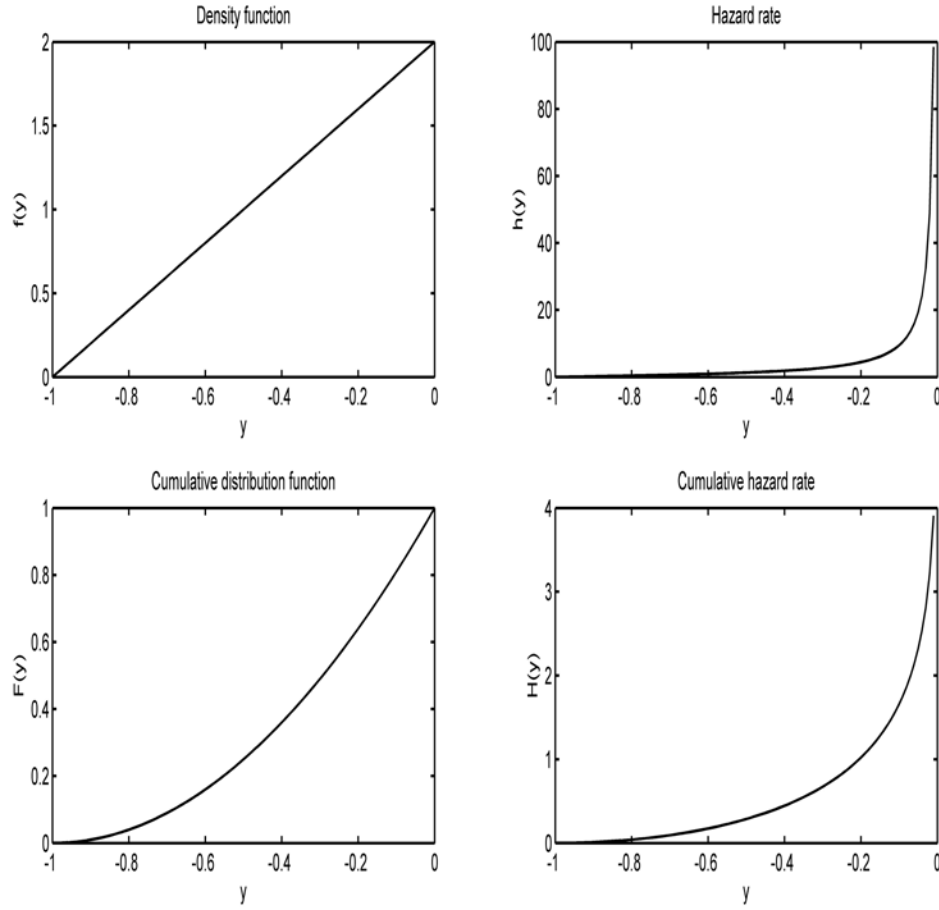 Density function
2
1.5
1
0.5
0
f(y)
-1 -0.8 -0.6 -0.4 -0.2 0
y
Hazard rate
100
80
60
40
20
0
h(y)
-1 -0.8 -0.6 -0.4 -0.2 0
y
Cumulative distribution function
1
0.8
0.6
0.4
0.2
0
F(y)
-1 -0.8 -0.6 -0.4 -0.2 0
y
Cumulative hazard rate
4
3
2
1
0
H(y)
-1 -0.8 -0.6 -0.4 -0.2 0
y